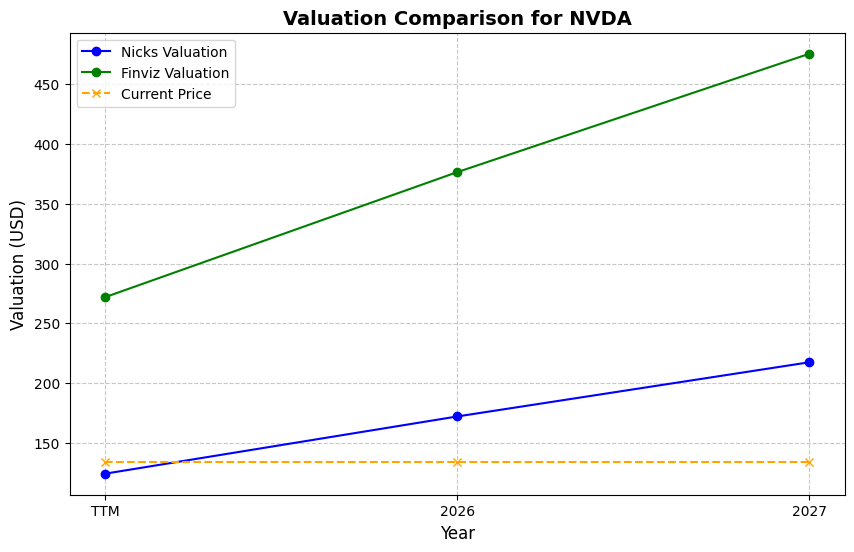 Valuation Comparison for NVDA
Nicks Valuation
Finviz Valuation
Current Price
Valuation (USD)
450
400
350
300
250
200
150
TTM 2026 2027
Year